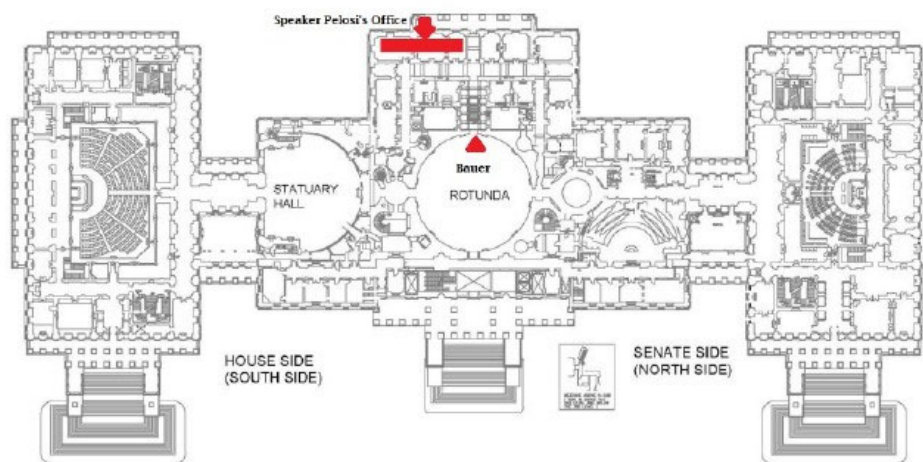 Speaker Pelosi's Office
Bauer
STATUARY
HALL
ROTUNDA
HOUSE SIDE
(SOUTH SIDE)
SENATE SIDE
(NORTH SIDE)